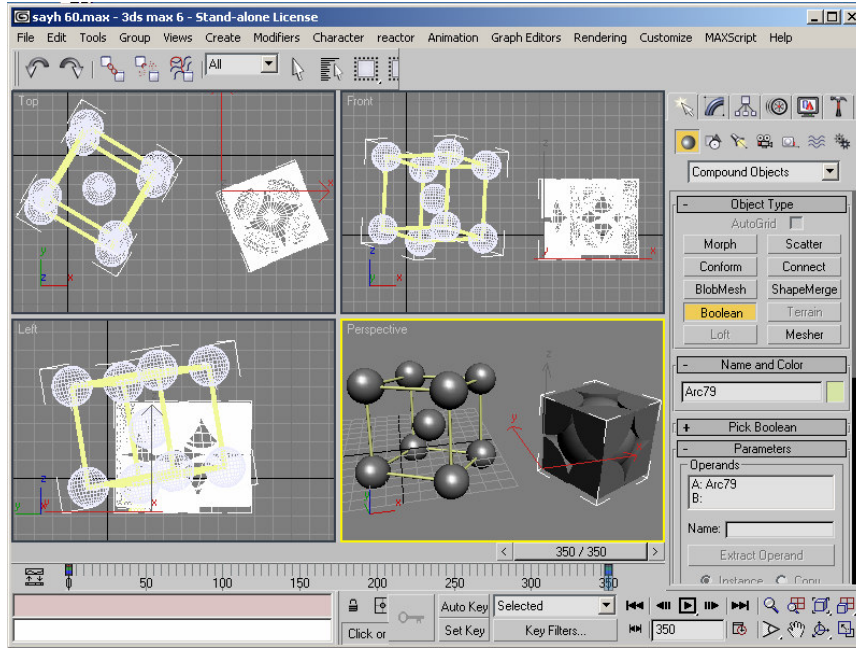 sayh 60.max - 3ds max 6 - Stand-alone License
File Edit Tools Group Views Create Modifiers Character reactor Animation Graph Editors Rendering Customize MAXScript Help
All
Top
Front
Left
Perspective
Compound Objects
- Object Type
AutoGrid
Morph Scatter
Conform Connect
BlobMesh ShapeMerge
Boolean Terrain
Loft Mesher
- Name and Color
Arc79
+ Pick Boolean
- Parameters
Operands
A: Arc79
B:
Name:
Extract Operand
Instance Copy
< 350 / 350 >
0 50 100 150 200 250 300 350
Auto Key Selected
Click or Set Key Key Filters... 350
y x z